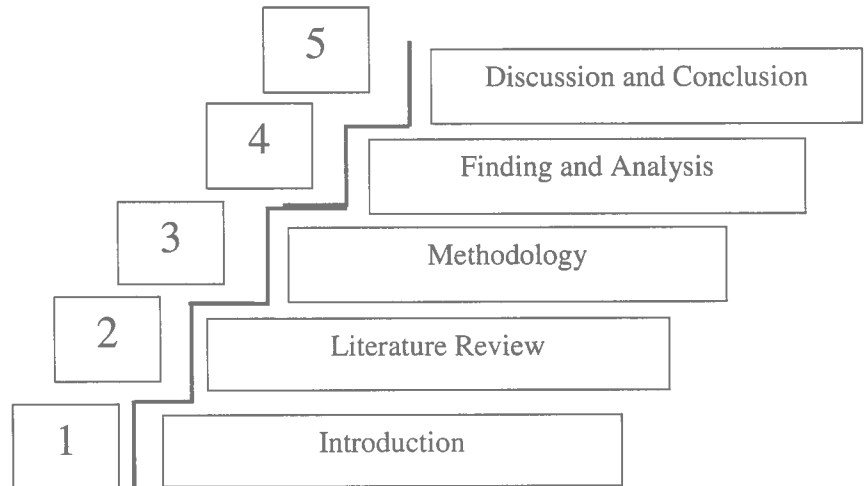 5
Discussion and Conclusion
4
Finding and Analysis
3
Methodology
2
Literature Review
1
Introduction